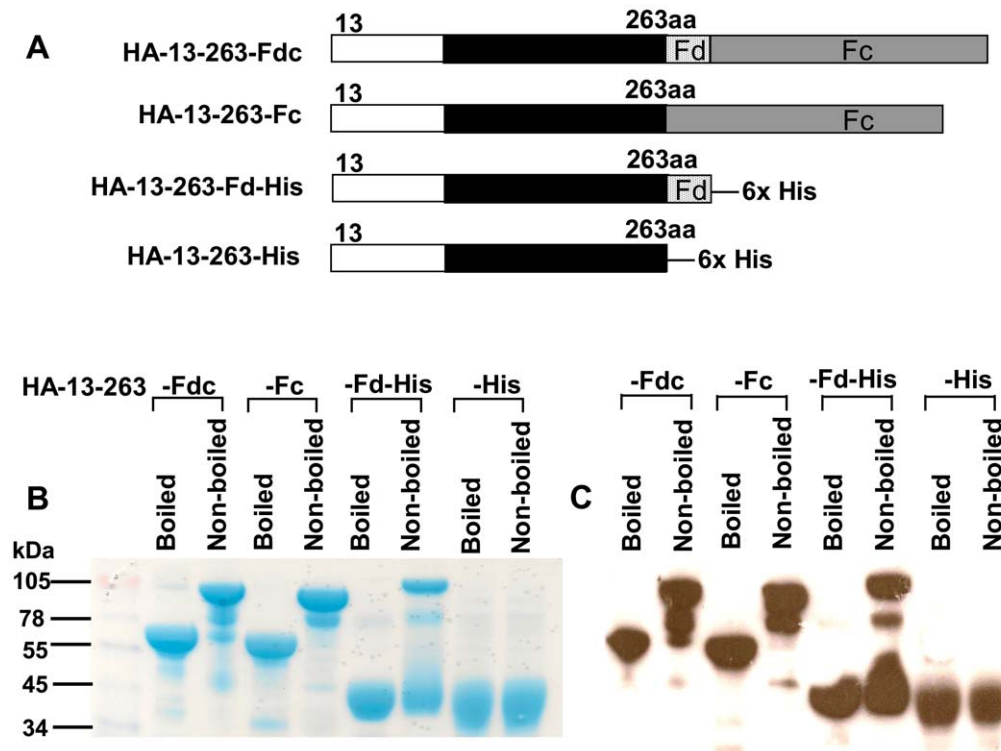 A
13
263aa
HA-13-263-Fdc
Fd
Fc
13
263aa
HA-13-263-Fc
Fc
13
263aa
HA-13-263-Fd-His
Fd
6x His
13
263aa
HA-13-263-His
6x His
HA-13-263
-Fdc
-Fc
-Fd-His
-His
B
Boiled
Non-boiled
Boiled
Non-boiled
Boiled
Non-boiled
Boiled
Non-boiled
kDa
105
78
55
45
34
-Fdc
-Fc
-Fd-His
-His
C
Boiled
Non-boiled
Boiled
Non-boiled
Boiled
Non-boiled
Boiled
Non-boiled